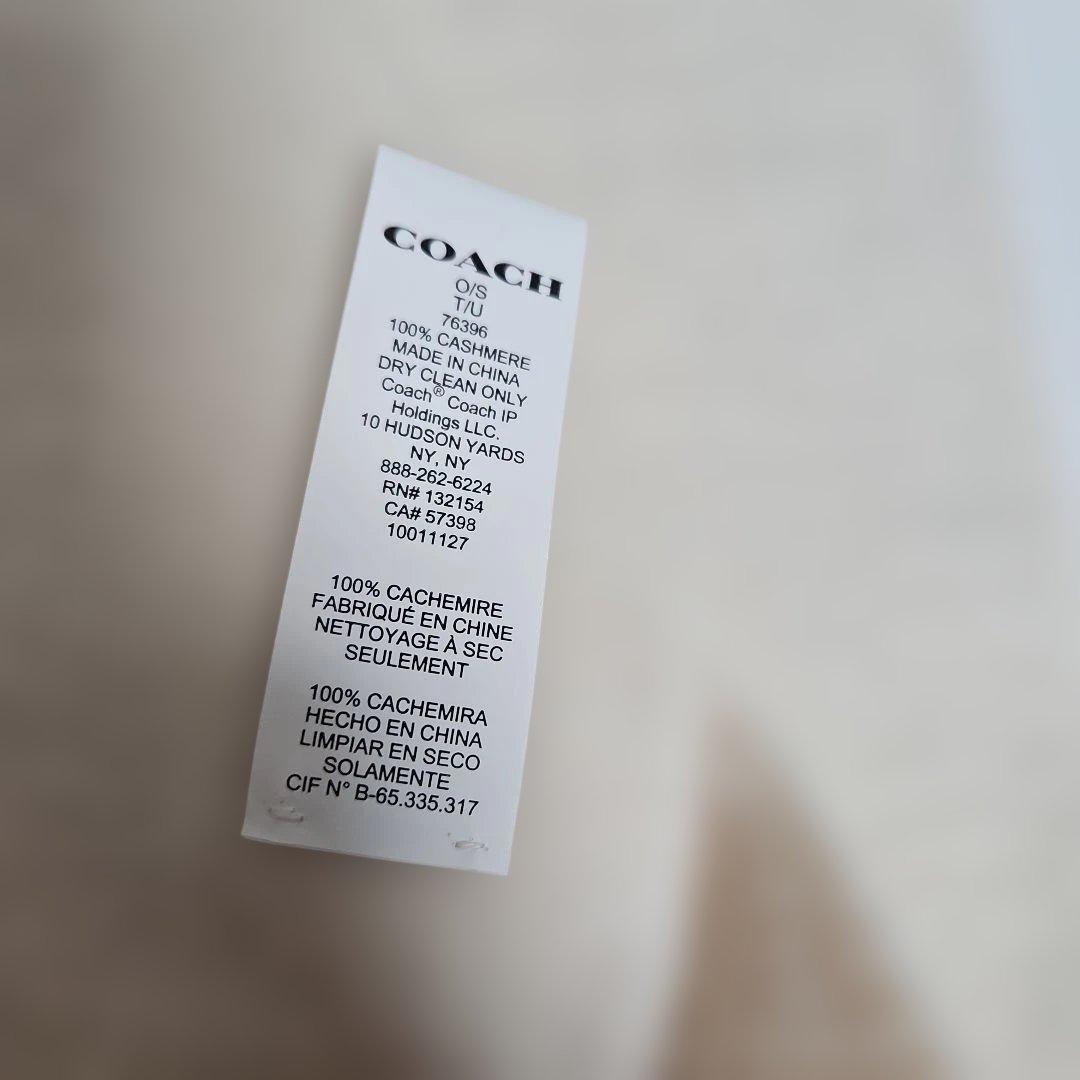 COACH
O/S
T/U
76396
100% CASHMERE
MADE IN CHINA
DRY CLEAN ONLY
Coach® Coach IP
Holdings LLC.
10 HUDSON YARDS
NY, NY
888-262-6224
RN# 132154
CA# 57398
10011127
100% CACHEMIRE
FABRIQUÉ EN CHINE
NETTOYAGE À SEC
SEULEMENT
100% CACHEMIRA
HECHO EN CHINA
LIMPIAR EN SECO
SOLAMENTE
CIF N° B-65.335.317